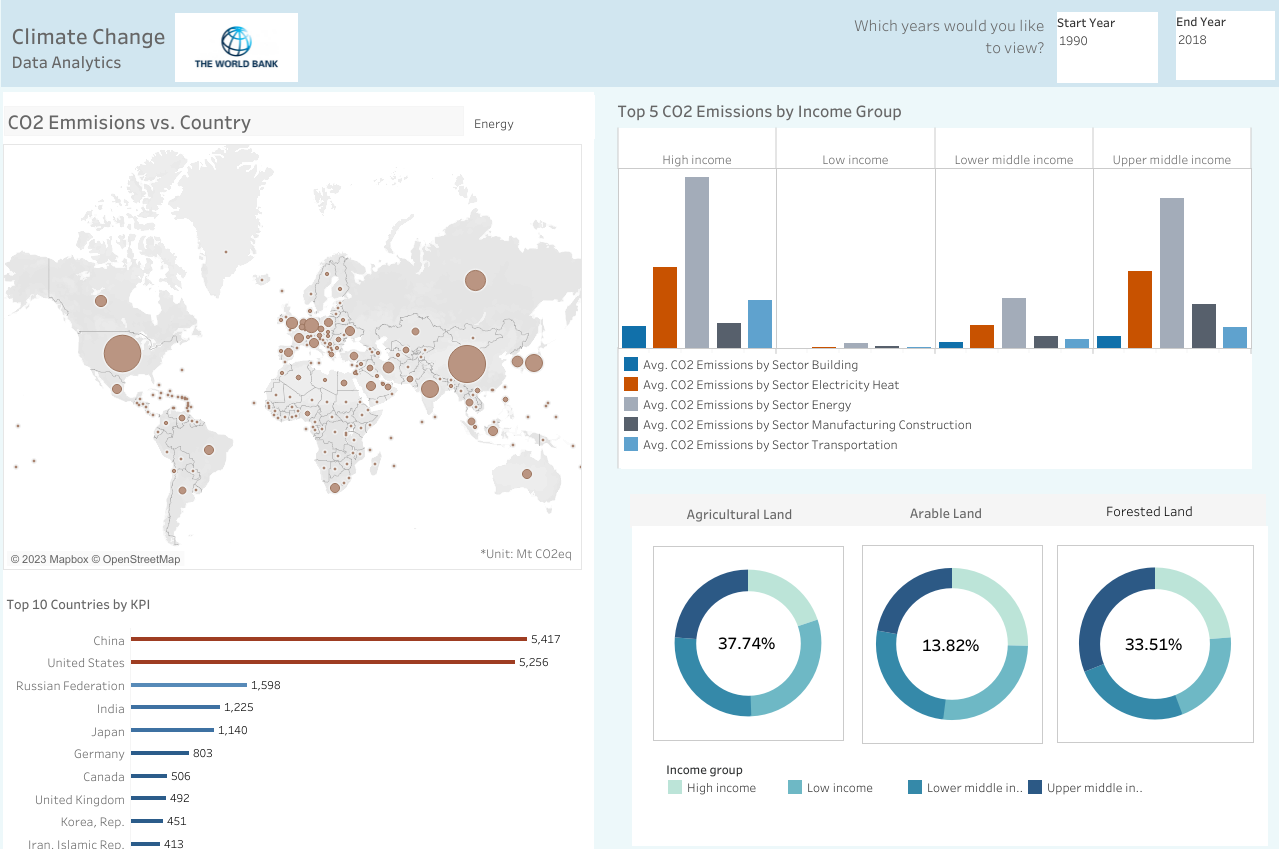 Climate Change
Data Analytics
THE WORLD BANK
Which years would you like
to view?
Start Year
1990
End Year
2018
CO2 Emmisions vs. Country
Energy
© 2023 Mapbox © OpenStreetMap
*Unit: Mt CO2eq
Top 10 Countries by KPI
China 5,417
United States 5,256
Russian Federation 1,598
India 1,225
Japan 1,140
Germany 803
Canada 506
United Kingdom 492
Korea, Rep. 451
Iran, Islamic Rep. 413
Top 5 CO2 Emissions by Income Group
High income Low income Lower middle income Upper middle income
Avg. CO2 Emissions by Sector Building
Avg. CO2 Emissions by Sector Electricity Heat
Avg. CO2 Emissions by Sector Energy
Avg. CO2 Emissions by Sector Manufacturing Construction
Avg. CO2 Emissions by Sector Transportation
Agricultural Land Arable Land Forested Land
37.74% 13.82% 33.51%
Income group
High income Low income Lower middle in.. Upper middle in..